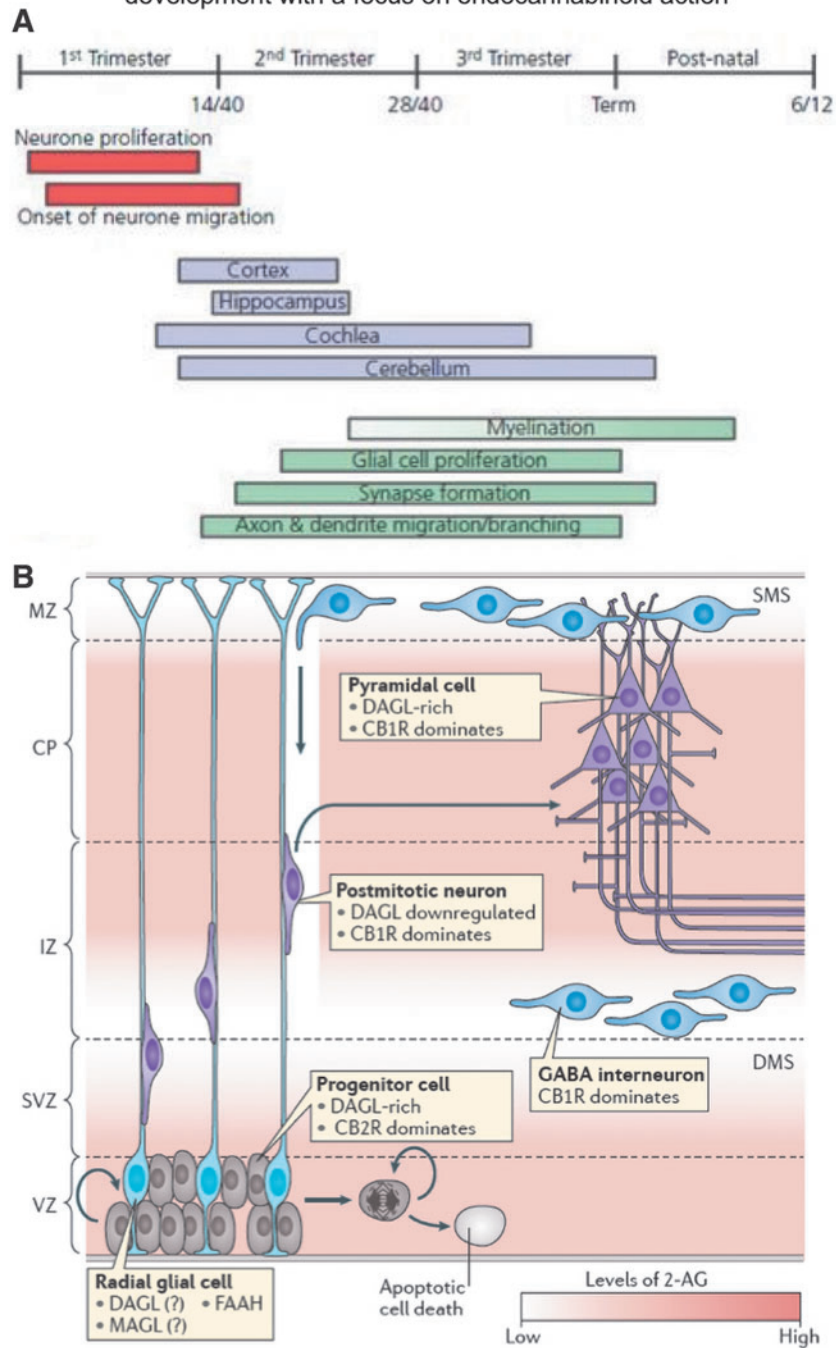 development with a focus on endocannabinoid action
A
1st Trimester 2nd Trimester 3rd Trimester Post-natal
14/40 28/40 Term 6/12
Neurone proliferation
Onset of neurone migration
Cortex
Hippocampus
Cochlea
Cerebellum
Myelination
Glial cell proliferation
Synapse formation
Axon & dendrite migration/branching
B
MZ
SMS
CP
Pyramidal cell
• DAGL-rich
• CB1R dominates
IZ
Postmitotic neuron
• DAGL downregulated
• CB1R dominates
SVZ
DMS
GABA interneuron
CB1R dominates
Progenitor cell
• DAGL-rich
• CB2R dominates
VZ
Radial glial cell
• DAGL (?) • FAAH
• MAGL (?)
Apoptotic
cell death
Levels of 2-AG
Low High